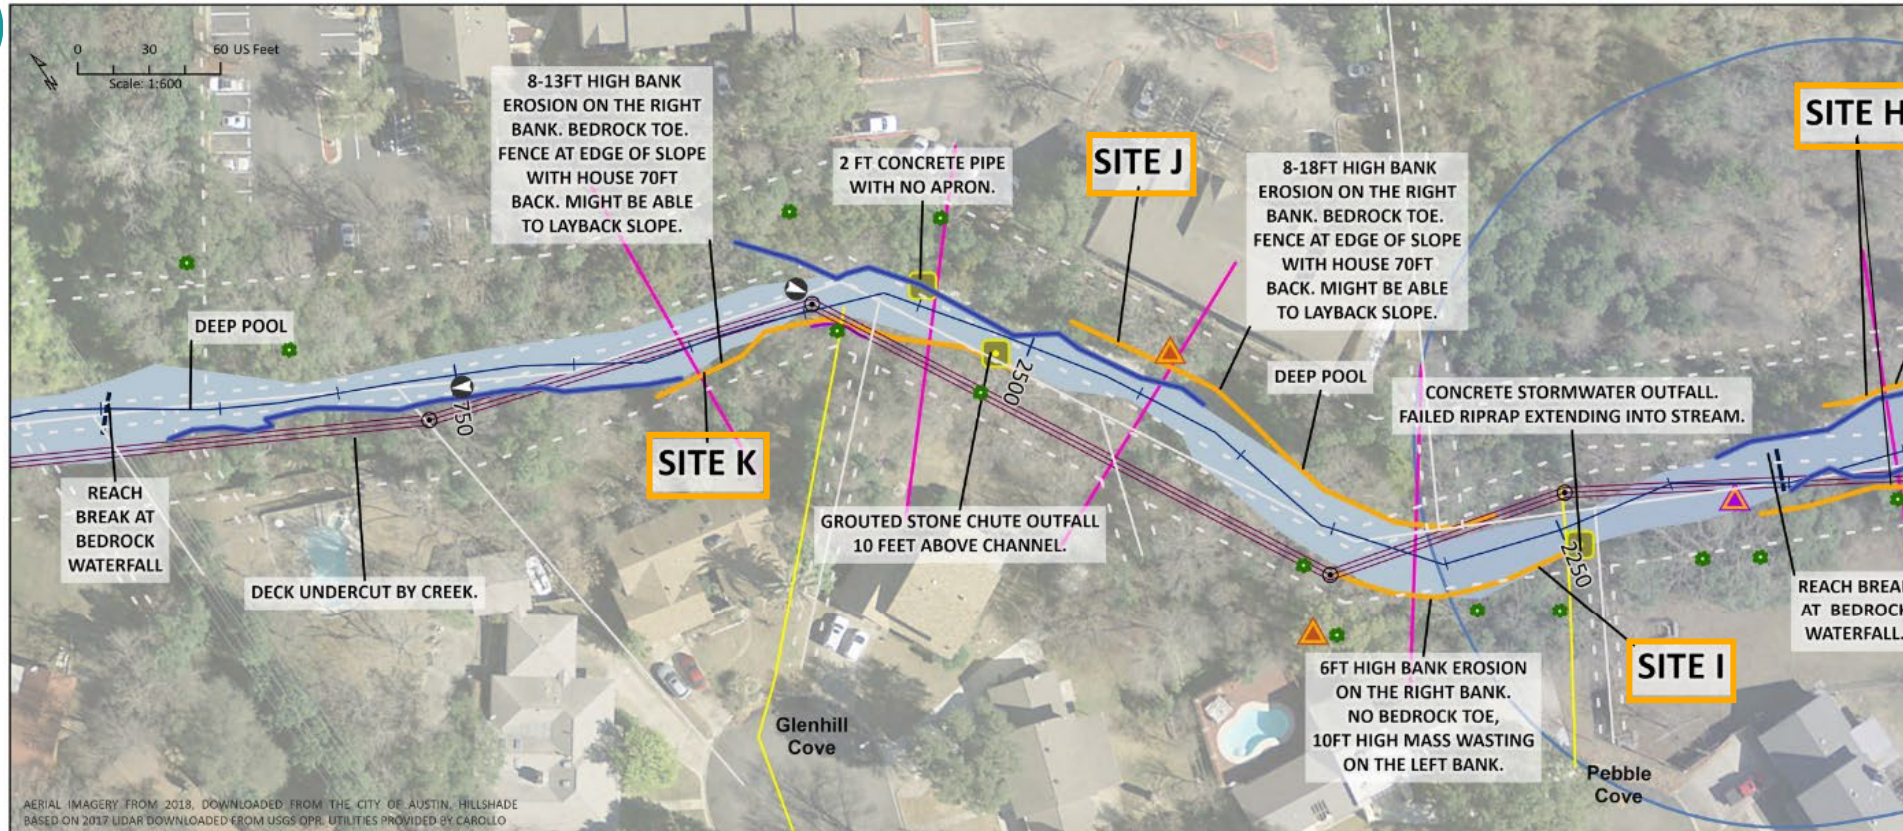 0 30 60 US Feet
Scale: 1:600
N
8-13FT HIGH BANK
EROSION ON THE RIGHT
BANK. BEDROCK TOE.
FENCE AT EDGE OF SLOPE
WITH HOUSE 70FT
BACK. MIGHT BE ABLE
TO LAYBACK SLOPE.
2 FT CONCRETE PIPE
WITH NO APRON.
SITE J
8-18FT HIGH BANK
EROSION ON THE RIGHT
BANK. BEDROCK TOE.
FENCE AT EDGE OF SLOPE
WITH HOUSE 70FT
BACK. MIGHT BE ABLE
TO LAYBACK SLOPE.
SITE H
DEEP POOL
DEEP POOL
CONCRETE STORMWATER OUTFALL.
FAILED RIPRAP EXTENDING INTO STREAM.
750
2500
2250
SITE K
REACH
BREAK AT
BEDROCK
WATERFALL
DECK UNDERCUT BY CREEK.
GROUTED STONE CHUTE OUTFALL
10 FEET ABOVE CHANNEL.
REACH BREA
AT BEDROCK
WATERFALL.
SITE I
6FT HIGH BANK EROSION
ON THE RIGHT BANK.
NO BEDROCK TOE,
10FT HIGH MASS WASTING
ON THE LEFT BANK.
Glenhill
Cove
Pebble
Cove
AERIAL IMAGERY FROM 2018, DOWNLOADED FROM THE CITY OF AUSTIN. HILLSHADE
BASED ON 2017 LIDAR DOWNLOADED FROM USGS OPR. UTILITIES PROVIDED BY CAROLLO